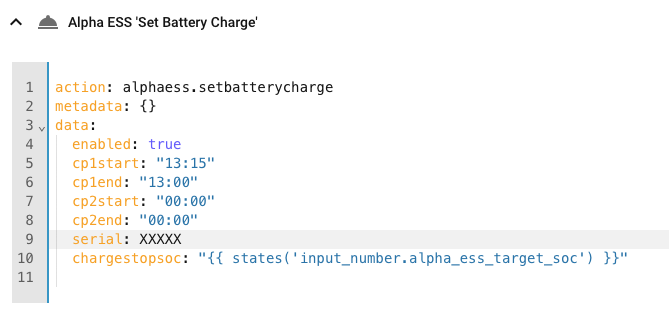 Alpha ESS 'Set Battery Charge'
1 action: alphaess.setbatterycharge
2 metadata: {}
3 data:
4   enabled: true
5   cp1start: "13:15"
6   cp1end: "13:00"
7   cp2start: "00:00"
8   cp2end: "00:00"
9   serial: XXXXX
10   chargestopsoc: "{{ states('input_number.alpha_ess_target_soc') }}"
11